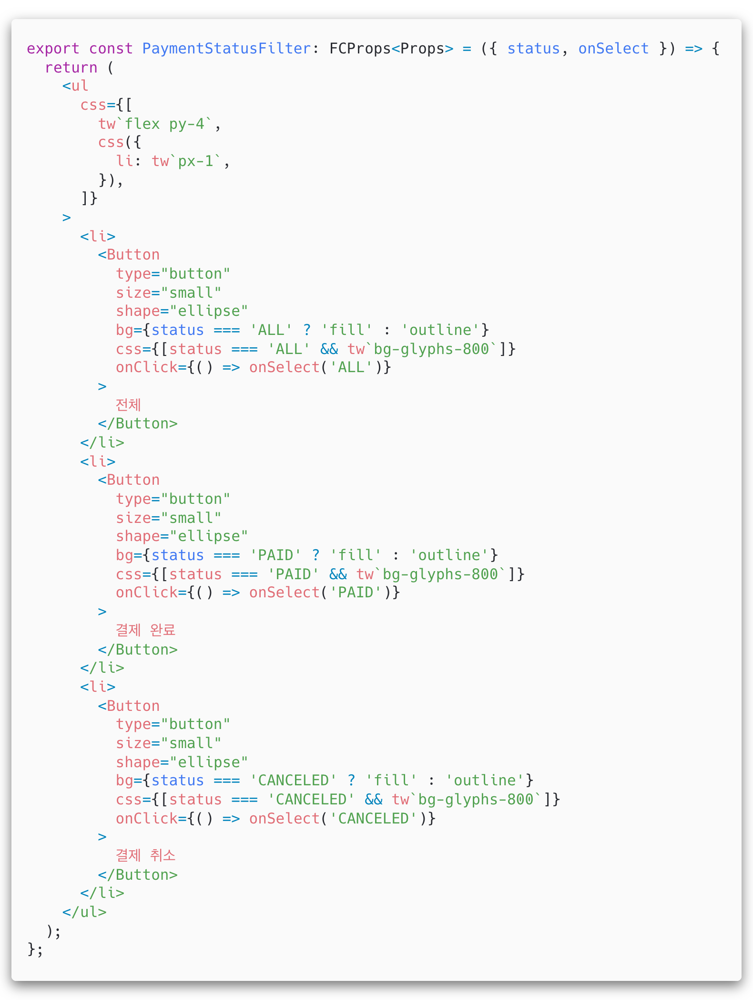 export const PaymentStatusFilter: FCProps<Props> = ({ status, onSelect }) => {
  return (
    <ul
      css={[
        tw`flex py-4`,
        css({
          li: tw`px-1`,
        }),
      ]}
    >
      <li>
        <Button
          type="button"
          size="small"
          shape="ellipse"
          bg={status === 'ALL' ? 'fill' : 'outline'}
          css={[status === 'ALL' && tw`bg-glyphs-800`]}
          onClick={() => onSelect('ALL')}
        >
          전체
        </Button>
      </li>
      <li>
        <Button
          type="button"
          size="small"
          shape="ellipse"
          bg={status === 'PAID' ? 'fill' : 'outline'}
          css={[status === 'PAID' && tw`bg-glyphs-800`]}
          onClick={() => onSelect('PAID')}
        >
          결제 완료
        </Button>
      </li>
      <li>
        <Button
          type="button"
          size="small"
          shape="ellipse"
          bg={status === 'CANCELED' ? 'fill' : 'outline'}
          css={[status === 'CANCELED' && tw`bg-glyphs-800`]}
          onClick={() => onSelect('CANCELED')}
        >
          결제 취소
        </Button>
      </li>
    </ul>
  );
};